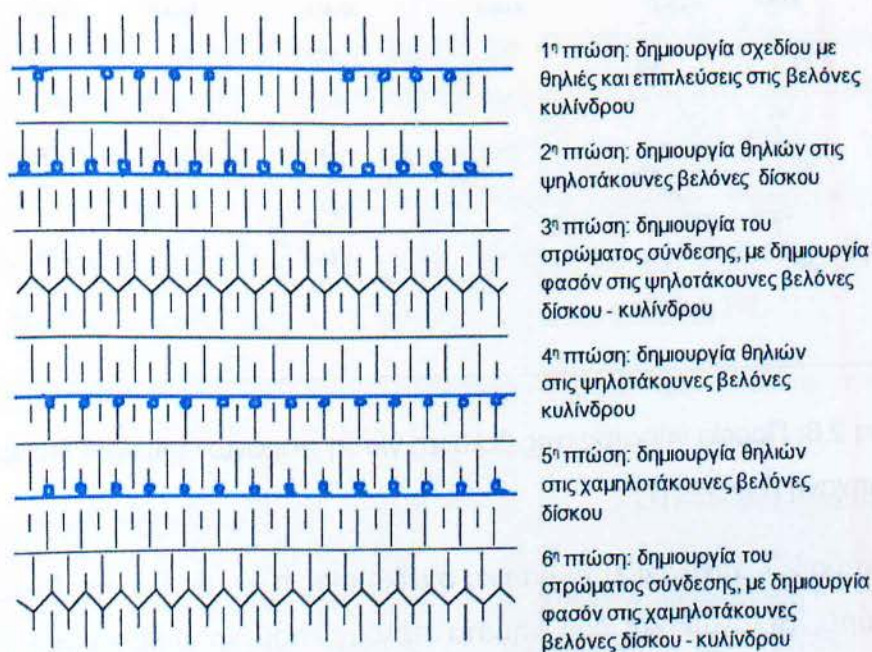 1η πτώση: δημιουργία σχεδίου με
θηλιές και επιπλεύσεις στις βελόνες
κυλίνδρου
2η πτώση: δημιουργία θηλιών στις
ψηλοτάκουνες βελόνες δίσκου
3η πτώση: δημιουργία του
στρώματος σύνδεσης, με δημιουργία
φασόν στις ψηλοτάκουνες βελόνες
δίσκου - κυλίνδρου
4η πτώση: δημιουργία θηλιών
στις ψηλοτάκουνες βελόνες
κυλίνδρου
5η πτώση: δημιουργία θηλιών
στις χαμηλοτάκουνες βελόνες
δίσκου
6η πτώση: δημιουργία του
στρώματος σύνδεσης, με δημιουργία
φασόν στις χαμηλοτάκουνες
βελόνες δίσκου - κυλίνδρου